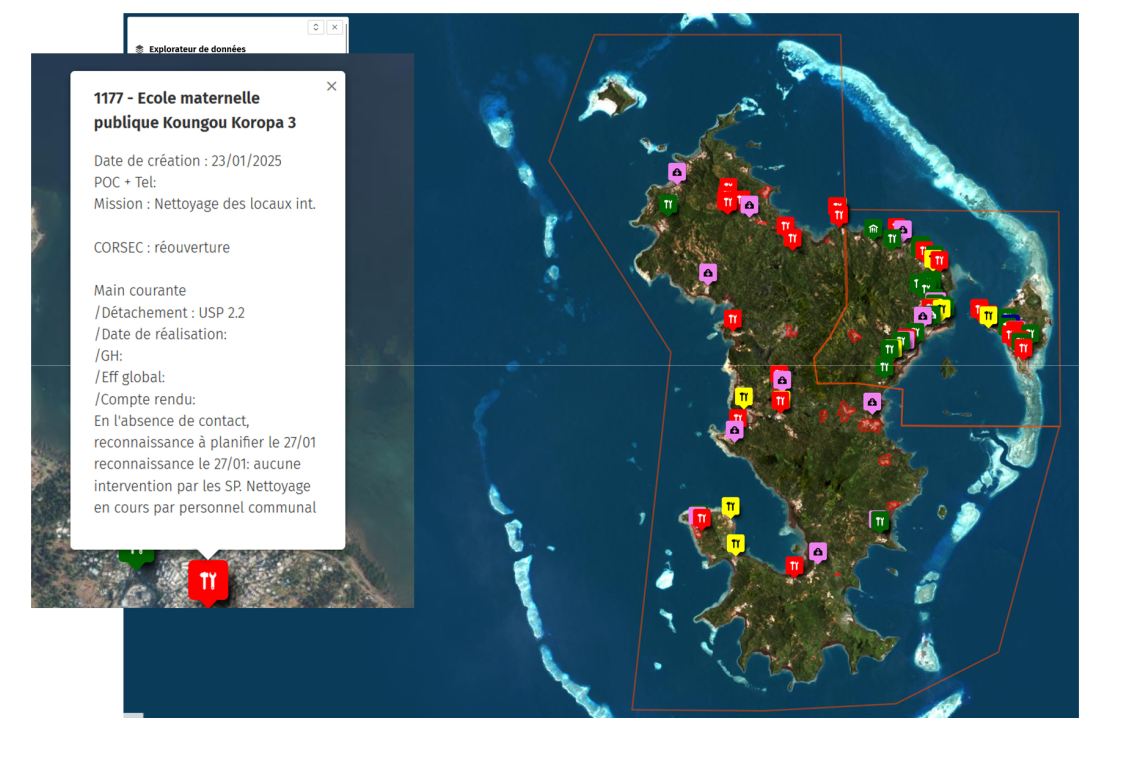 Explorateur de données
1177 - Ecole maternelle
publique Koungou Koropa 3
Date de création : 23/01/2025
POC + Tel:
Mission : Nettoyage des locaux int.
CORSEC : réouverture
Main courante
/Détachement : USP 2.2
/Date de réalisation:
/GH:
/Eff global:
/Compte rendu:
En l'absence de contact,
reconnaissance à planifier le 27/01
reconnaissance le 27/01: aucune
intervention par les SP. Nettoyage
en cours par personnel communal